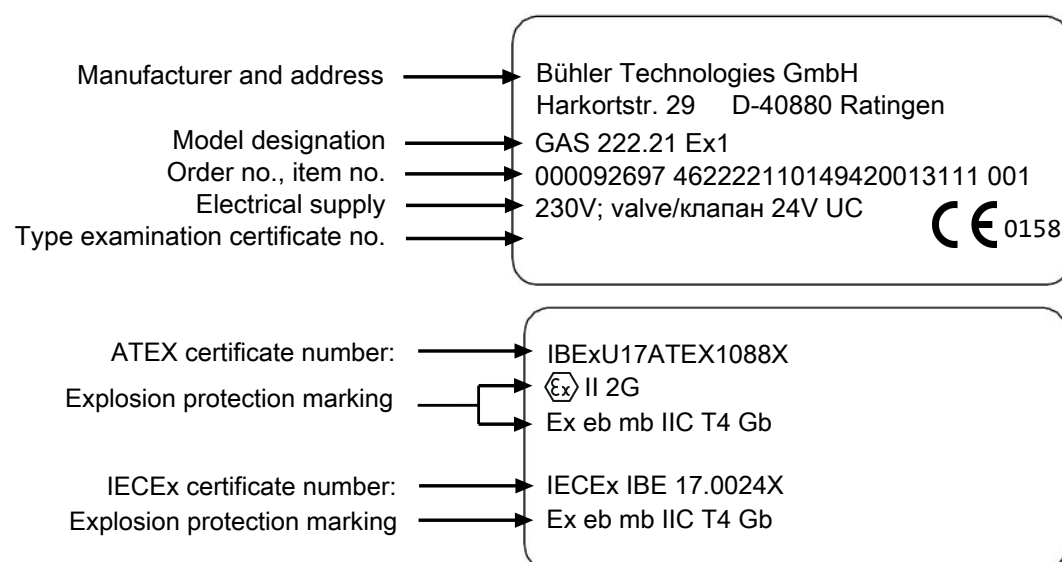 Manufacturer and address Bühler Technologies GmbH
Harkortstr. 29 D-40880 Ratingen
Model designation GAS 222.21 Ex1
Order no., item no. 000092697 462222110149420013111 001
Electrical supply 230V; valve/клапан 24V UC
Type examination certificate no. CE 0158
ATEX certificate number: IBExU17ATEX1088X
Explosion protection marking Ex II 2G
Ex eb mb IIC T4 Gb
IECEx certificate number: IECEx IBE 17.0024X
Explosion protection marking Ex eb mb IIC T4 Gb